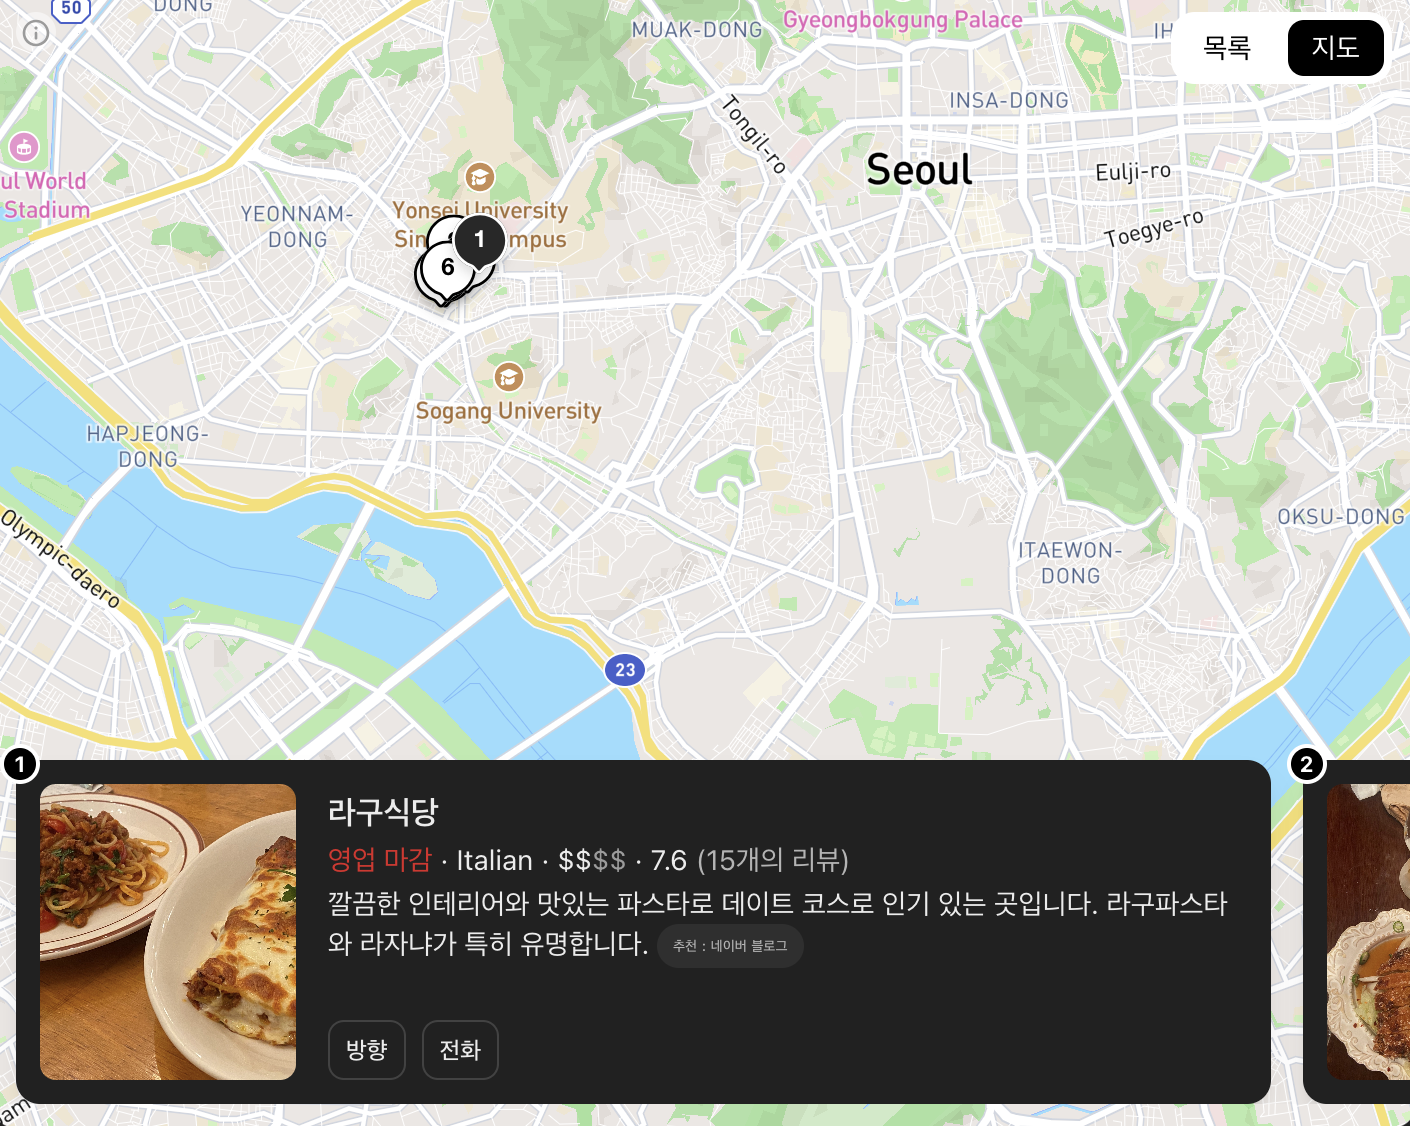 50
DONG
MUAK-DONG
Gyeongbokgung Palace
IH
목록
지도
INSA-DONG
Tongil-ro
Seoul
Eulji-ro
ul World
Stadium
Toegye-ro
YEONNAM-
DONG
Yonsei University
Sin
mpus
1
6
Sogang University
HAPJEONG-
DONG
Olympic-daero
OKSU-DONG
ITAEWON-
DONG
23
1
2
라구식당
영업 마감 · Italian · $$$$ · 7.6 (15개의 리뷰)
깔끔한 인테리어와 맛있는 파스타로 데이트 코스로 인기 있는 곳입니다. 라구파스타
와 라자냐가 특히 유명합니다. 추천 : 네이버 블로그
방향
전화
am